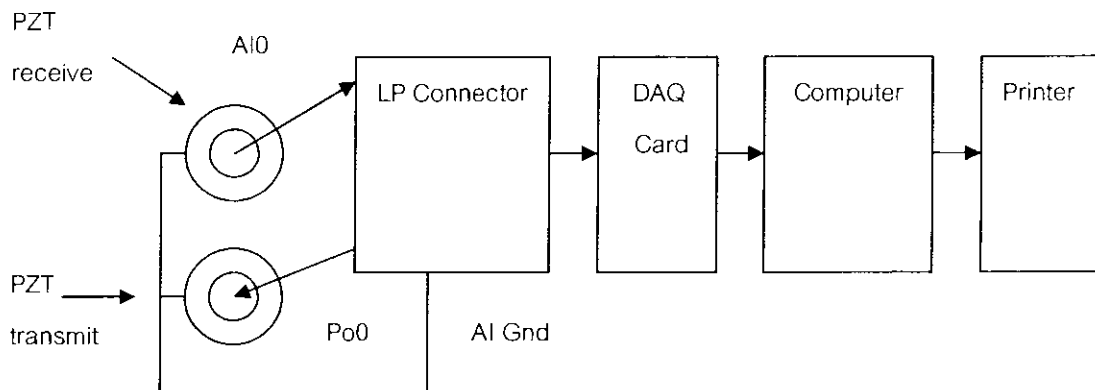 PZT
receive
AI0
LP Connector
DAQ
Card
Computer
Printer
PZT
transmit
Po0
AI Gnd